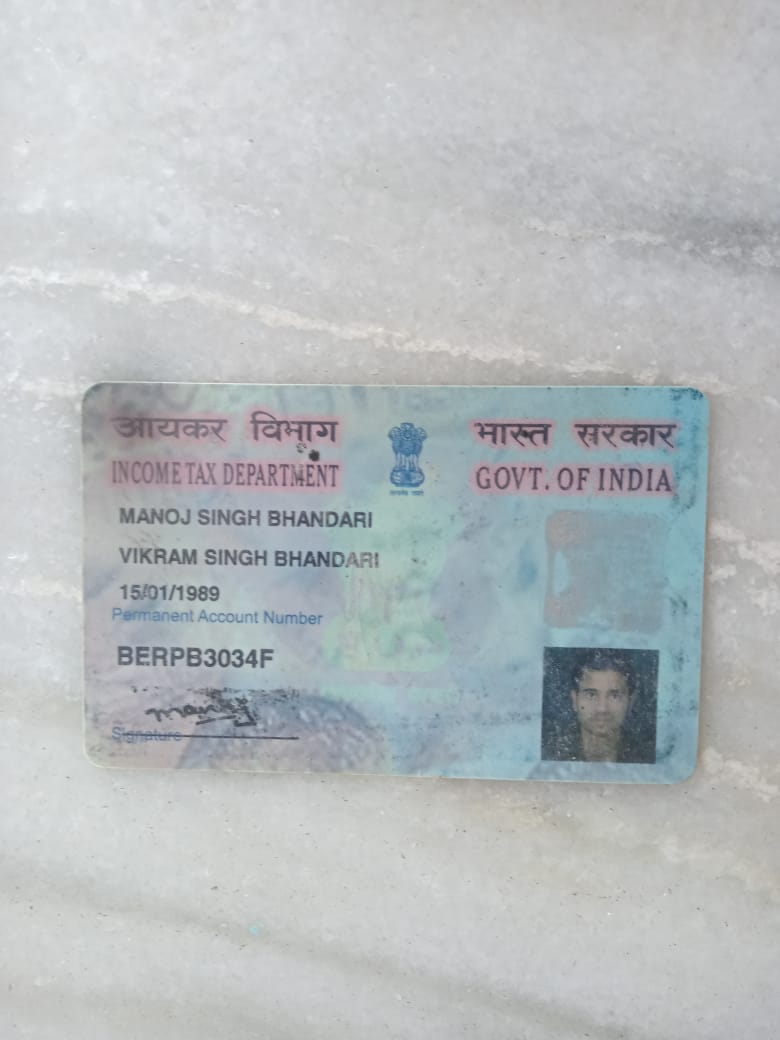 आयकर विभाग
भारत सरकार
INCOME TAX DEPARTMENT
GOVT. OF INDIA
MANOJ SINGH BHANDARI
VIKRAM SINGH BHANDARI
15/01/1989
Permanent Account Number
BERPB3034F
manoj
Signature